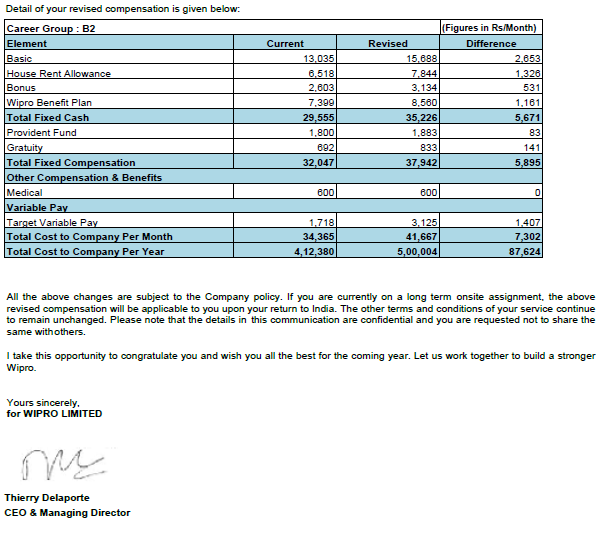 Detail of your revised compensation is given below:
Career Group : B2 (Figures in Rs/Month)
Element Current Revised Difference
Basic 13,035 15,688 2,653
House Rent Allowance 6,518 7,844 1,326
Bonus 2,603 3,134 531
Wipro Benefit Plan 7,399 8,560 1,161
Total Fixed Cash 29,555 35,226 5,671
Provident Fund 1,800 1,883 83
Gratuity 692 833 141
Total Fixed Compensation 32,047 37,942 5,895
Other Compensation & Benefits
Medical 600 600 0
Variable Pay
Target Variable Pay 1,718 3,125 1,407
Total Cost to Company Per Month 34,365 41,667 7,302
Total Cost to Company Per Year 4,12,380 5,00,004 87,624
All the above changes are subject to the Company policy. If you are currently on a long term onsite assignment, the above
revised compensation will be applicable to you upon your return to India. The other terms and conditions of your service continue
to remain unchanged. Please note that the details in this communication are confidential and you are requested not to share the
same with others.
I take this opportunity to congratulate you and wish you all the best for the coming year. Let us work together to build a stronger
Wipro.
Yours sincerely,
for WIPRO LIMITED
Thierry Delaporte
CEO & Managing Director